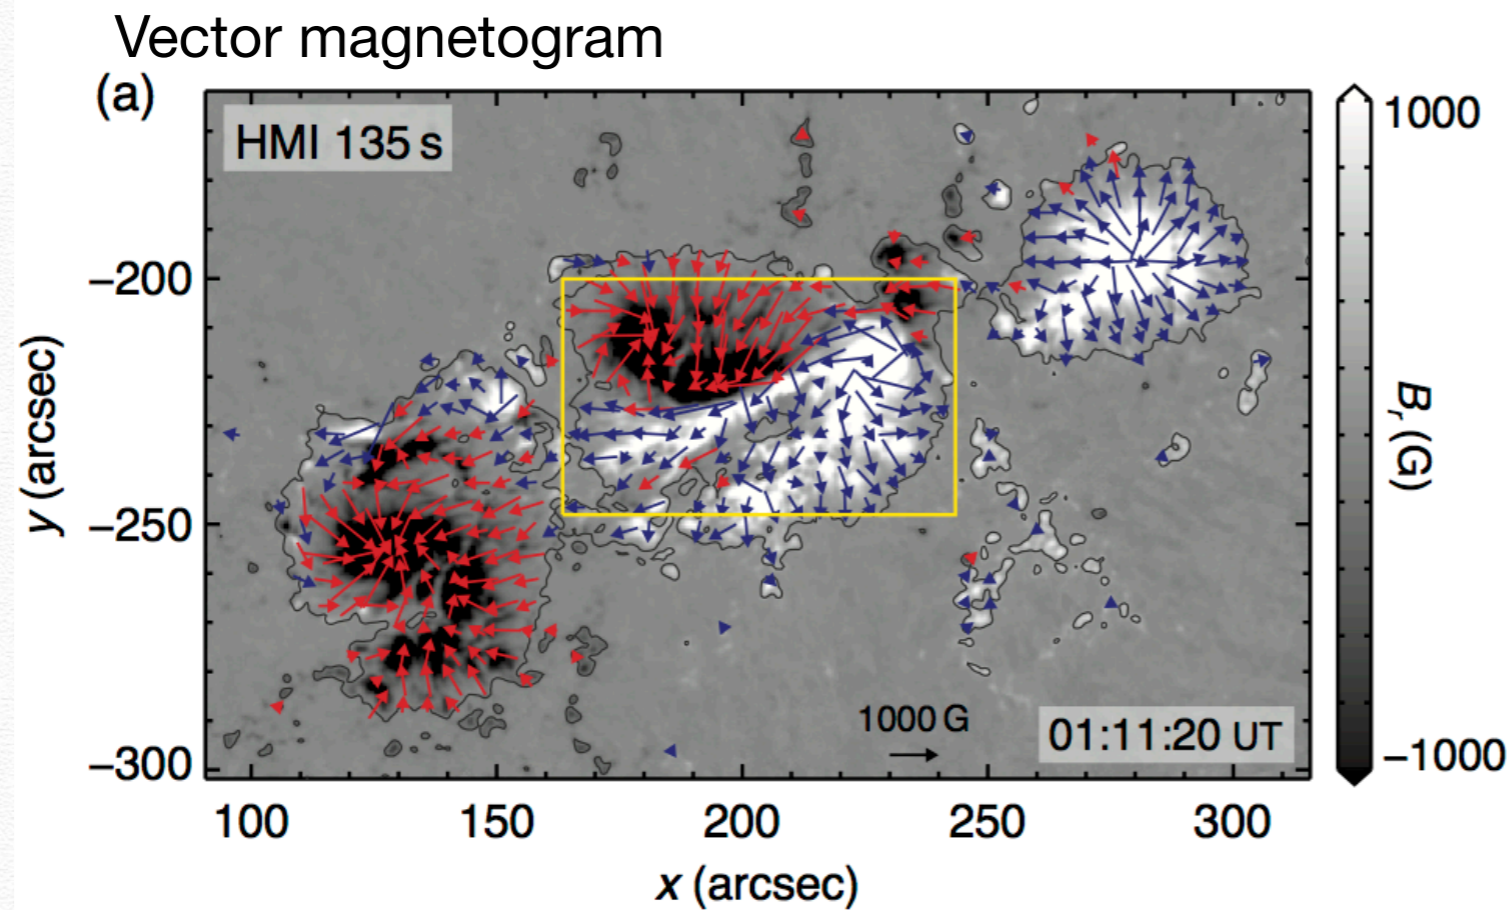 Vector magnetogram
(a)
HMI 135 s
1000
−200
y (arcsec)
−250
Br (G)
1000 G
01:11:20 UT
−300
−1000
100 150 200 250 300
x (arcsec)